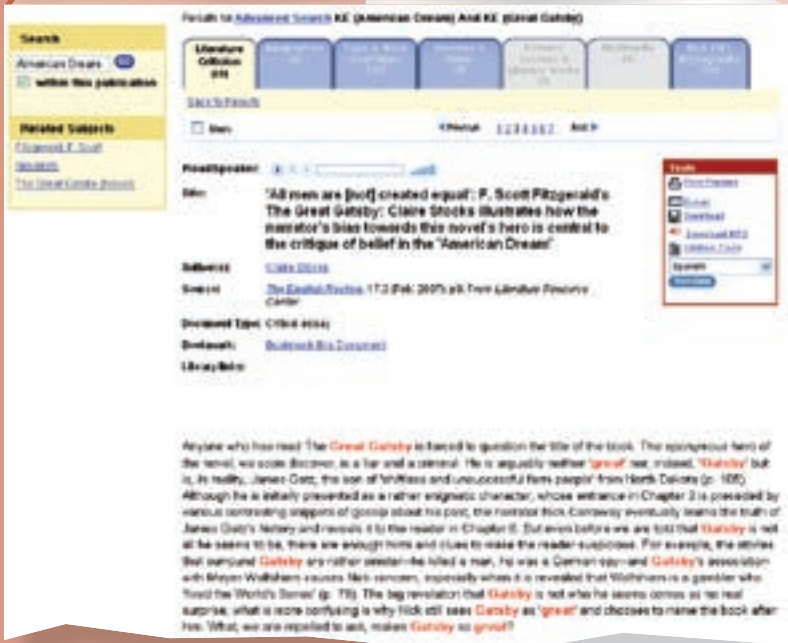 Results for Advanced Search KE (American Dream) And KE (Great Gatsby)
Search
American Dream
within this publication
Related Subjects
Fitzgerald, F. Scott
The Great Gatsby (Novel)
Literature
Criticism
Back to Results
Mark
Previous 1 2 3 4 5 6 7 Next
ReadSpeaker:
Title: 'All men are [not] created equal': F. Scott Fitzgerald's
The Great Gatsby: Claire Stocks illustrates how the
narrator's bias towards this novel's hero is central to
the critique of belief in the 'American Dream'
Author(s): Claire Stocks
Source: The English Review. 17.3 (Feb. 2007): p9. From Literature Resource
Center.
Document Type: Critical essay
Bookmark: Bookmark this Document
Library Links:
Tools
Print Preview
E-mail
Download
Download MP3
Citation Tools
Spanish
Translate
Anyone who has read The Great Gatsby is forced to question the title of the book. The eponymous hero of
the novel, we soon discover, is a liar and a criminal. He is arguably neither 'great' nor, indeed, 'Gatsby' but
is, in reality, James Gatz, the son of 'shiftless and unsuccessful farm people' from North Dakota (p.
Although he is initially presented as a rather enigmatic character, whose entrance in Chapter 3 is preceded by
various contrasting snippets of gossip about his past, the narrator Nick Carraway eventually learns the truth of
James Gatz's history and reveals it to the reader in Chapter 6. But even before we are told that Gatsby is not
all he seems to be, there are enough hints and clues to make the reader suspicious. For example, the stories
that surround Gatsby are rather sinister—he killed a man, he was a German spy—and Gatsby's association
with Meyer Wolfshiem causes Nick concern, especially when it is revealed that Wolfshiem is a gambler who
'fixed the World's Series' (p. The big revelation that Gatsby is not who he seems comes as no real
surprise; what is more confusing is why Nick still sees Gatsby as 'great' and chooses to name the book after
him. What, we are impelled to ask, makes Gatsby so great?